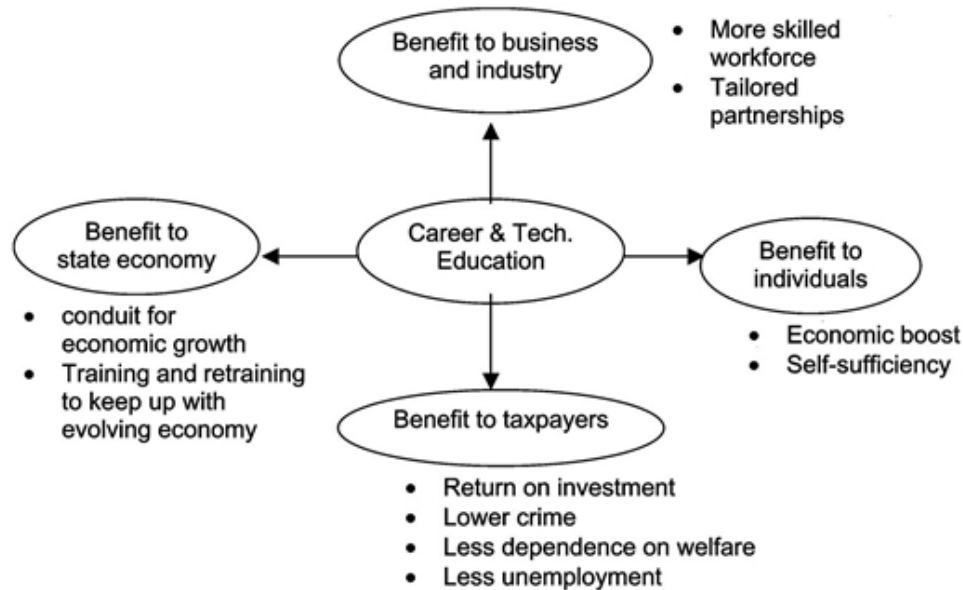 Benefit to business
and industry
• More skilled
workforce
• Tailored
partnerships
Benefit to
state economy
• conduit for
economic growth
• Training and retraining
to keep up with
evolving economy
Career & Tech.
Education
Benefit to
individuals
• Economic boost
• Self-sufficiency
Benefit to taxpayers
• Return on investment
• Lower crime
• Less dependence on welfare
• Less unemployment